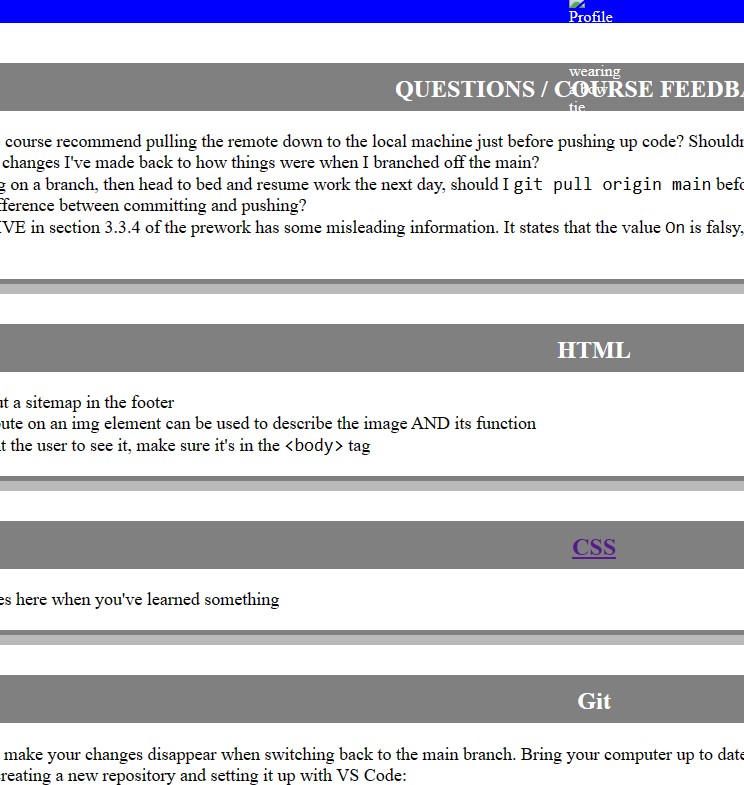 Profile
wearing
a bow
tie
QUESTIONS / COURSE FEEDBA
course recommend pulling the remote down to the local machine just before pushing up code? Shouldn
changes I've made back to how things were when I branched off the main?
g on a branch, then head to bed and resume work the next day, should I git pull origin main befo
fference between committing and pushing?
IVE in section 3.3.4 of the prework has some misleading information. It states that the value On is falsy,
HTML
ut a sitemap in the footer
bute on an img element can be used to describe the image AND its function
t the user to see it, make sure it's in the <body> tag
CSS
es here when you've learned something
Git
make your changes disappear when switching back to the main branch. Bring your computer up to date
creating a new repository and setting it up with VS Code: